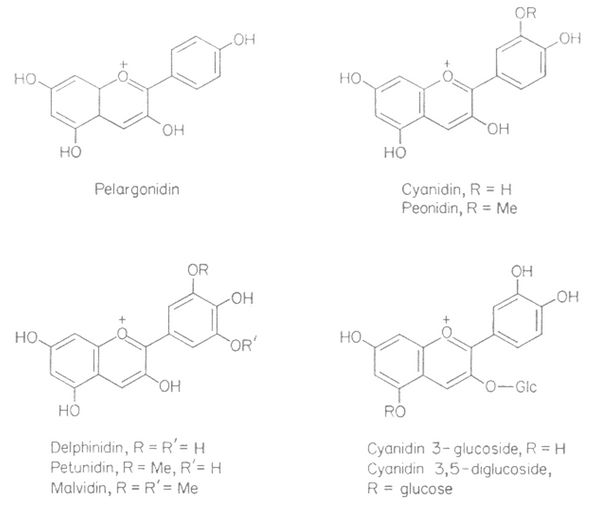 OH
HO
+
O
OH
HO
Pelargonidin
OR
OH
HO
+
O
OH
HO
Cyanidin, R = H
Peonidin, R = Me
OR
OH
HO
+
O
OR′
OH
HO
Delphinidin, R = R′ = H
Petunidin, R = Me, R′ = H
Malvidin, R = R′ = Me
OH
OH
HO
+
O
O—Glc
RO
Cyanidin 3-glucoside, R = H
Cyanidin 3,5-diglucoside,
R = glucose